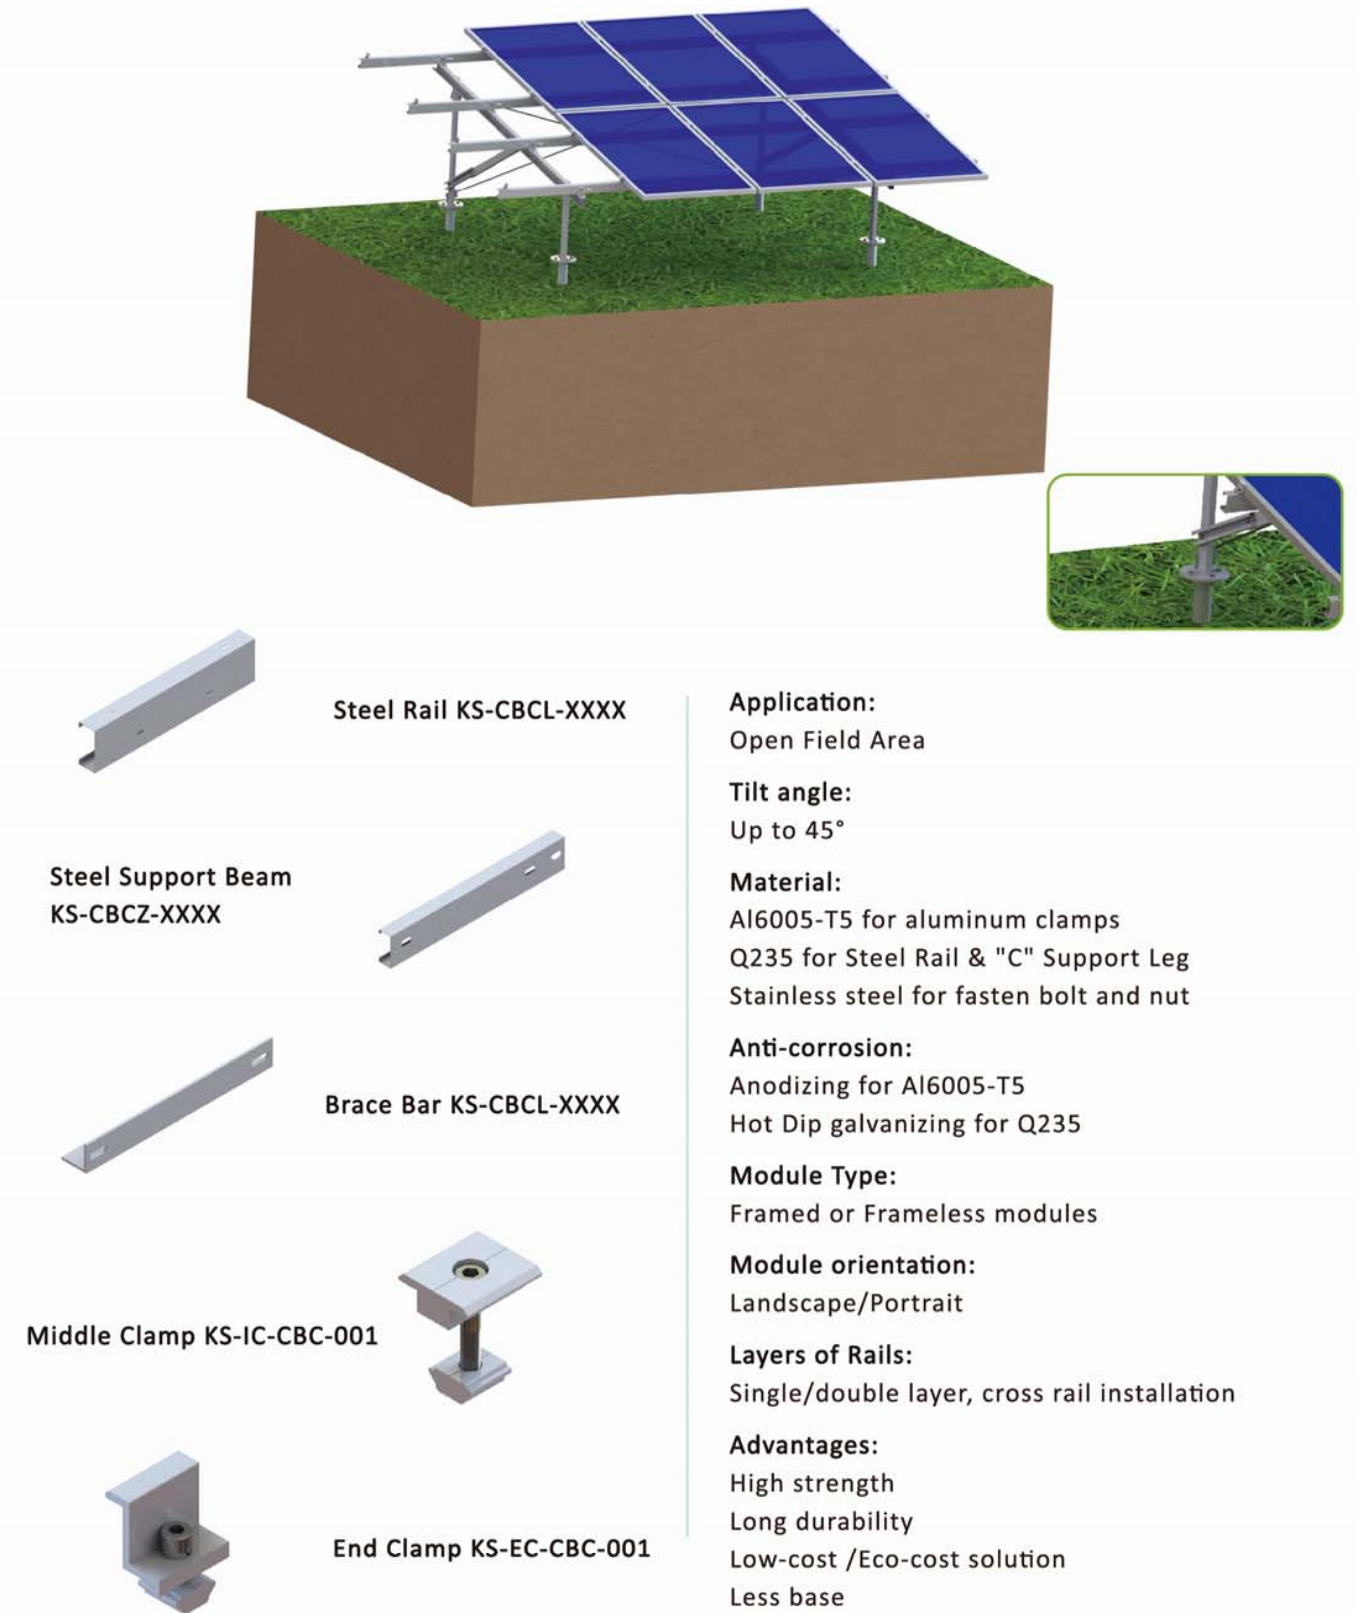 Steel Rail KS-CBCL-XXXX
Steel Support Beam
KS-CBCZ-XXXX
Brace Bar KS-CBCL-XXXX
Middle Clamp KS-IC-CBC-001
End Clamp KS-EC-CBC-001
Application:
Open Field Area
Tilt angle:
Up to 45°
Material:
Al6005-T5 for aluminum clamps
Q235 for Steel Rail & "C" Support Leg
Stainless steel for fasten bolt and nut
Anti-corrosion:
Anodizing for Al6005-T5
Hot Dip galvanizing for Q235
Module Type:
Framed or Frameless modules
Module orientation:
Landscape/Portrait
Layers of Rails:
Single/double layer, cross rail installation
Advantages:
High strength
Long durability
Low-cost /Eco-cost solution
Less base